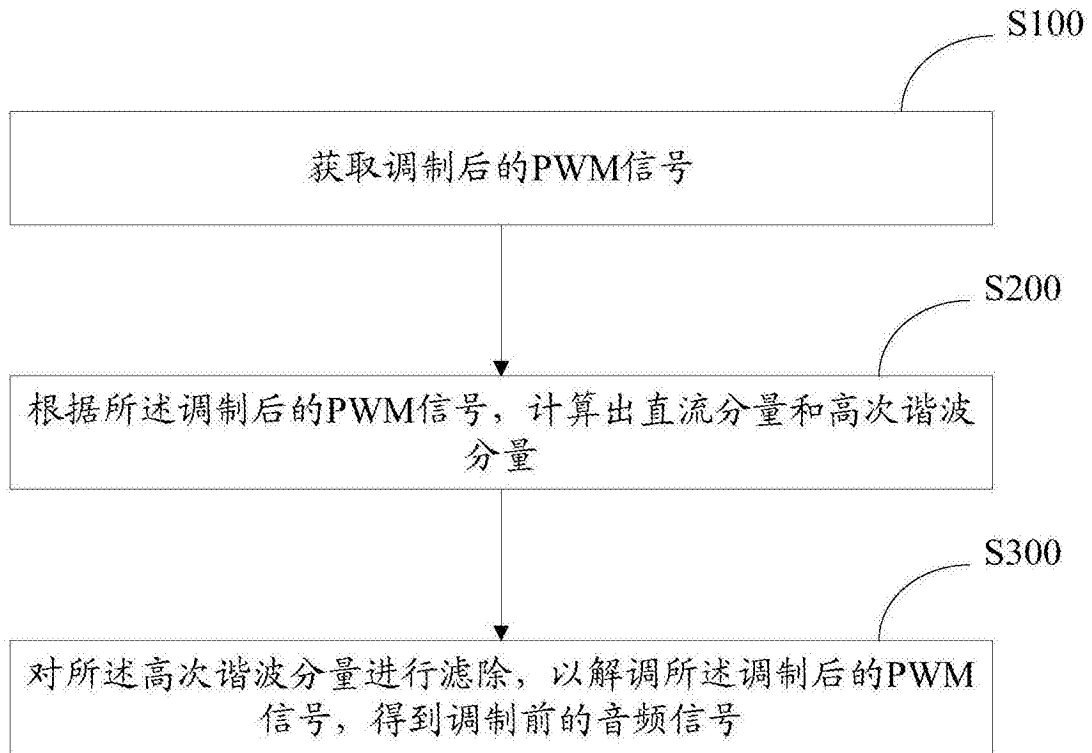 S100
获取调制后的PWM信号
S200
根据所述调制后的PWM信号，计算出直流分量和高次谐波
分量
S300
对所述高次谐波分量进行滤除，以解调所述调制后的PWM
信号，得到调制前的音频信号